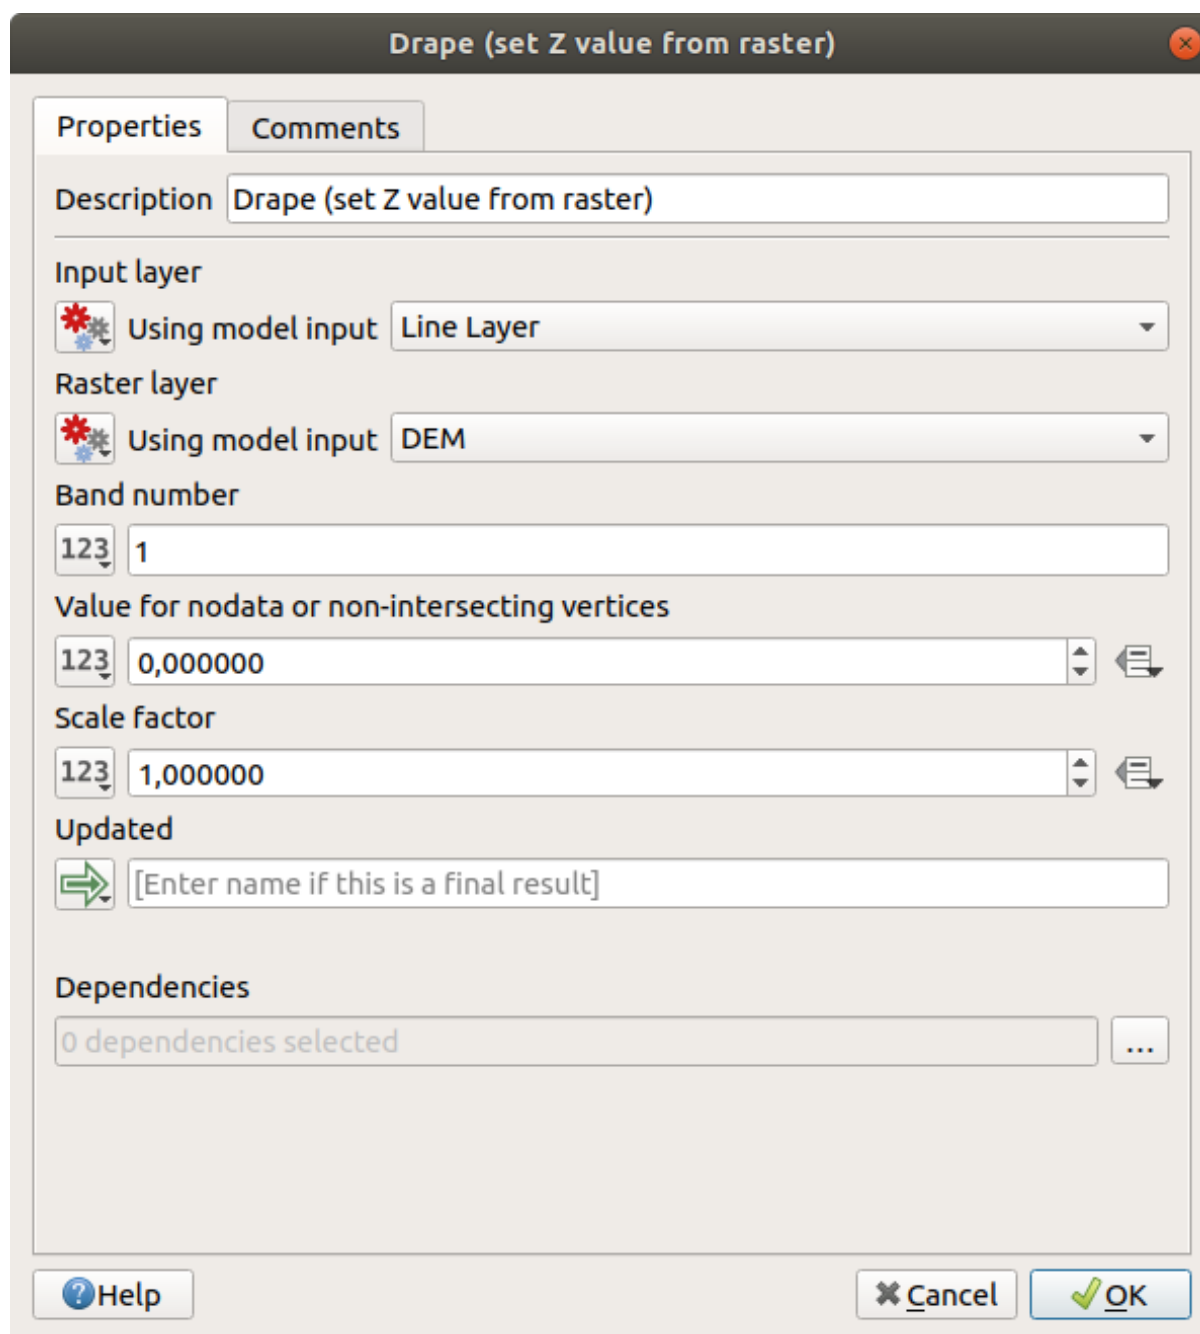 Drape (set Z value from raster)
Properties Comments
Description Drape (set Z value from raster)
Input layer
Using model input Line Layer
Raster layer
Using model input DEM
Band number
123 1
Value for nodata or non-intersecting vertices
123 0,000000
Scale factor
123 1,000000
Updated
[Enter name if this is a final result]
Dependencies
0 dependencies selected ...
?Help Cancel OK